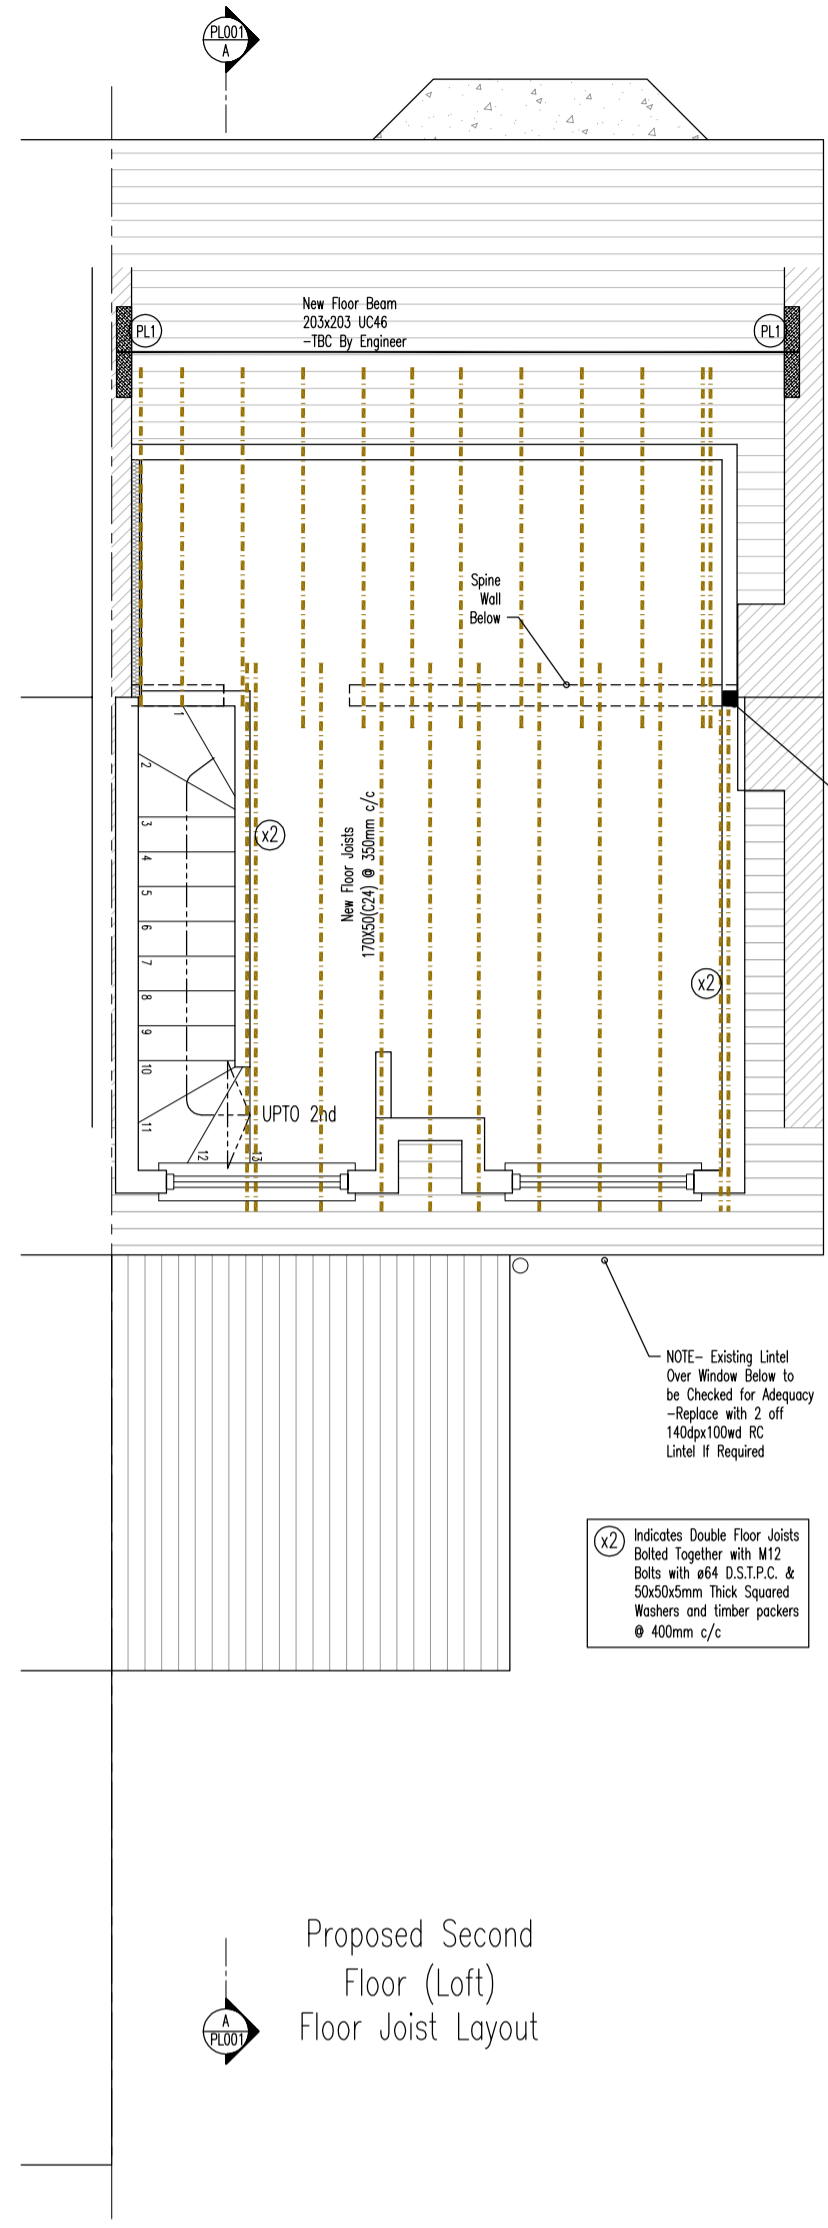 PL001
A
New Floor Beam
203x203 UC46
-TBC By Engineer
PL1
PL1
Spine
Wall
Below
1
2
3
4
5
6
7
8
9
10
11
12
13
x2
New Floor Joists
170X50(C24) @ 350mm c/c
x2
UPTO 2nd
NOTE- Existing Lintel
Over Window Below to
be Checked for Adequacy
-Replace with 2 off
140dpx100wd RC
Lintel If Required
x2
Indicates Double Floor Joists
Bolted Together with M12
Bolts with ø64 D.S.T.P.C. &
50x50x5mm Thick Squared
Washers and timber packers
@ 400mm c/c
Proposed Second
Floor (Loft)
Floor Joist Layout
A
PL001